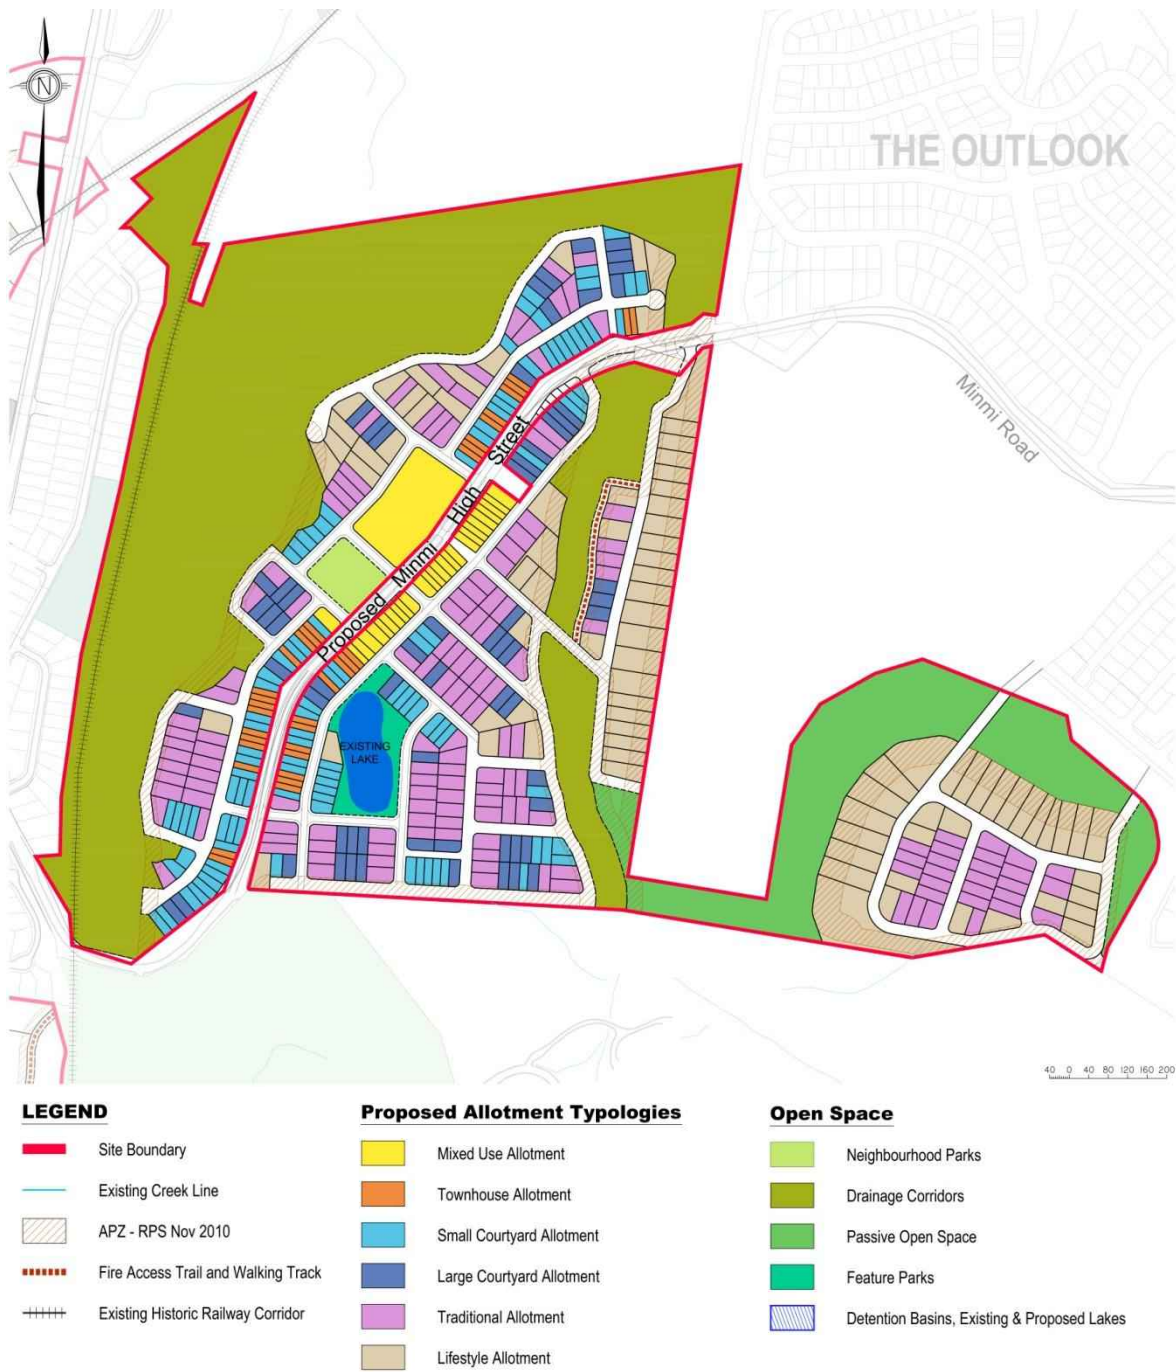 N
THE OUTLOOK
Minmi Road
Proposed Minmi High Street
EXISTING
LAKE
40 0 40 80 120 160 200
LEGEND
Site Boundary
Existing Creek Line
APZ - RPS Nov 2010
Fire Access Trail and Walking Track
Existing Historic Railway Corridor
Proposed Allotment Typologies
Mixed Use Allotment
Townhouse Allotment
Small Courtyard Allotment
Large Courtyard Allotment
Traditional Allotment
Lifestyle Allotment
Open Space
Neighbourhood Parks
Drainage Corridors
Passive Open Space
Feature Parks
Detention Basins, Existing & Proposed Lakes